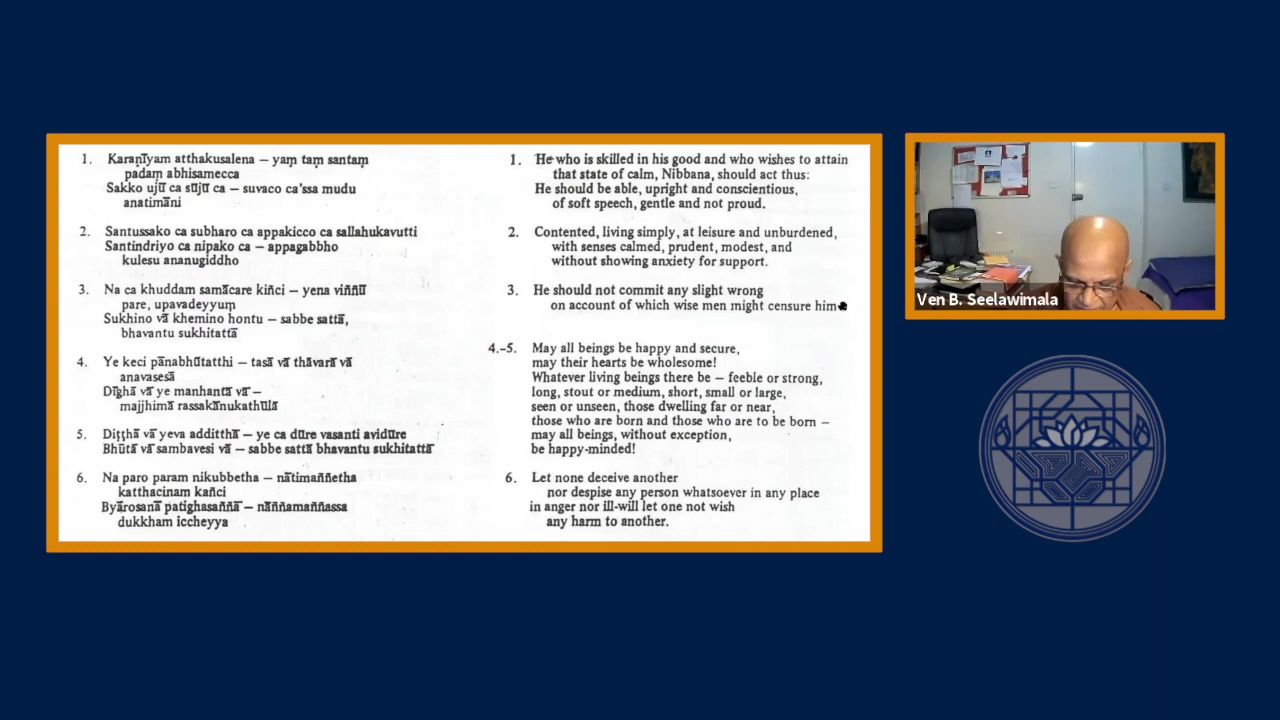 1. Karaṇīyam atthakusalena – yaṃ taṃ santaṃ
padaṃ abhisamecca
Sakko ujū ca sūjū ca – suvaco ca'ssa mudu
anatimāni
2. Santussako ca subharo ca appakicco ca sallahukavutti
Santindriyo ca nipako ca – appagabbho
kulesu ananugiddho
3. Na ca khuddaṃ samācare kiñci – yena viññū
pare, upavadeyyuṃ
Sukhino vā khemino hontu – sabbe sattā,
bhavantu sukhitattā
4. Ye keci pānabhūtatthi – tasā vā thāvarā vā
anavasesā
Dīghā vā ye manhantā vā –
majjhimā rassakānukathūlā
5. Diṭṭhā vā yeva additthā – ye ca dūre vasanti avidūre
Bhūtā vā sambavesi vā – sabbe sattā bhavantu sukhitattā
6. Na paro param nikubbetha – nātimaññetha
katthacinam kañci
Byārosanā patighasaññā – nāññamaññassa
dukkham iccheyya
1. He who is skilled in his good and who wishes to attain
that state of calm, Nibbana, should act thus:
He should be able, upright and conscientious,
of soft speech, gentle and not proud.
2. Contented, living simply, at leisure and unburdened,
with senses calmed, prudent, modest, and
without showing anxiety for support.
3. He should not commit any slight wrong
on account of which wise men might censure him
4.-5. May all beings be happy and secure,
may their hearts be wholesome!
Whatever living beings there be – feeble or strong,
long, stout or medium, short, small or large,
seen or unseen, those dwelling far or near,
those who are born and those who are to be born –
may all beings, without exception,
be happy-minded!
6. Let none deceive another
nor despise any person whatsoever in any place
in anger nor ill-will let one not wish
any harm to another.
Ven B. Seelawimala